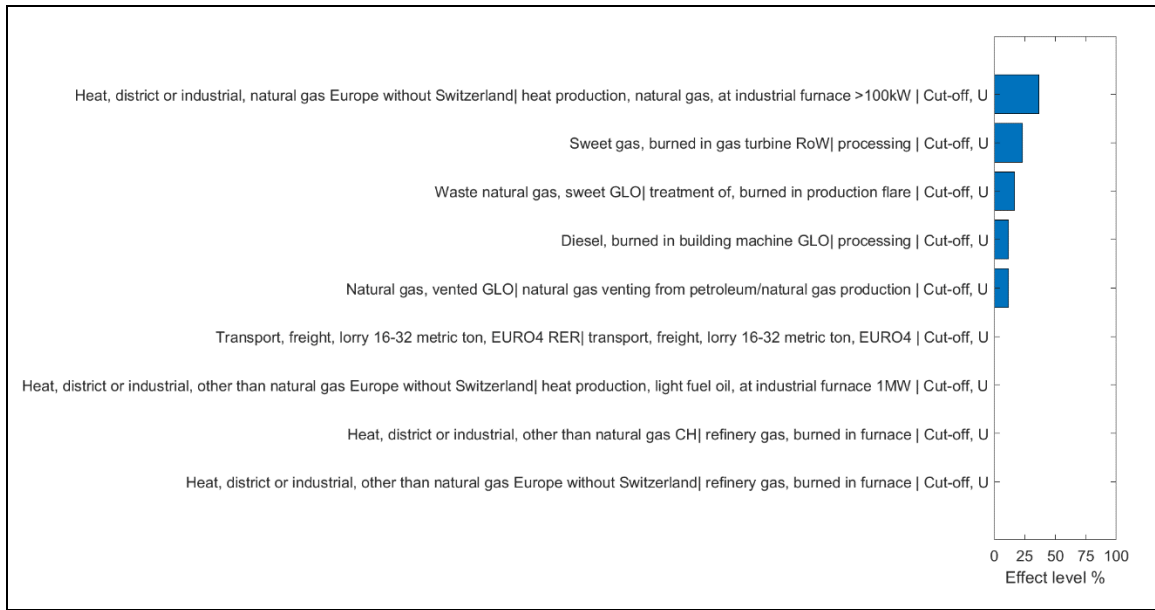 Heat, district or industrial, natural gas Europe without Switzerland| heat production, natural gas, at industrial furnace >100kW | Cut-off, U
Sweet gas, burned in gas turbine RoW| processing | Cut-off, U
Waste natural gas, sweet GLO| treatment of, burned in production flare | Cut-off, U
Diesel, burned in building machine GLO| processing | Cut-off, U
Natural gas, vented GLO| natural gas venting from petroleum/natural gas production | Cut-off, U
Transport, freight, lorry 16-32 metric ton, EURO4 RER| transport, freight, lorry 16-32 metric ton, EURO4 | Cut-off, U
Heat, district or industrial, other than natural gas Europe without Switzerland| heat production, light fuel oil, at industrial furnace 1MW | Cut-off, U
Heat, district or industrial, other than natural gas CH| refinery gas, burned in furnace | Cut-off, U
Heat, district or industrial, other than natural gas Europe without Switzerland| refinery gas, burned in furnace | Cut-off, U
0 25 50 75 100
Effect level %